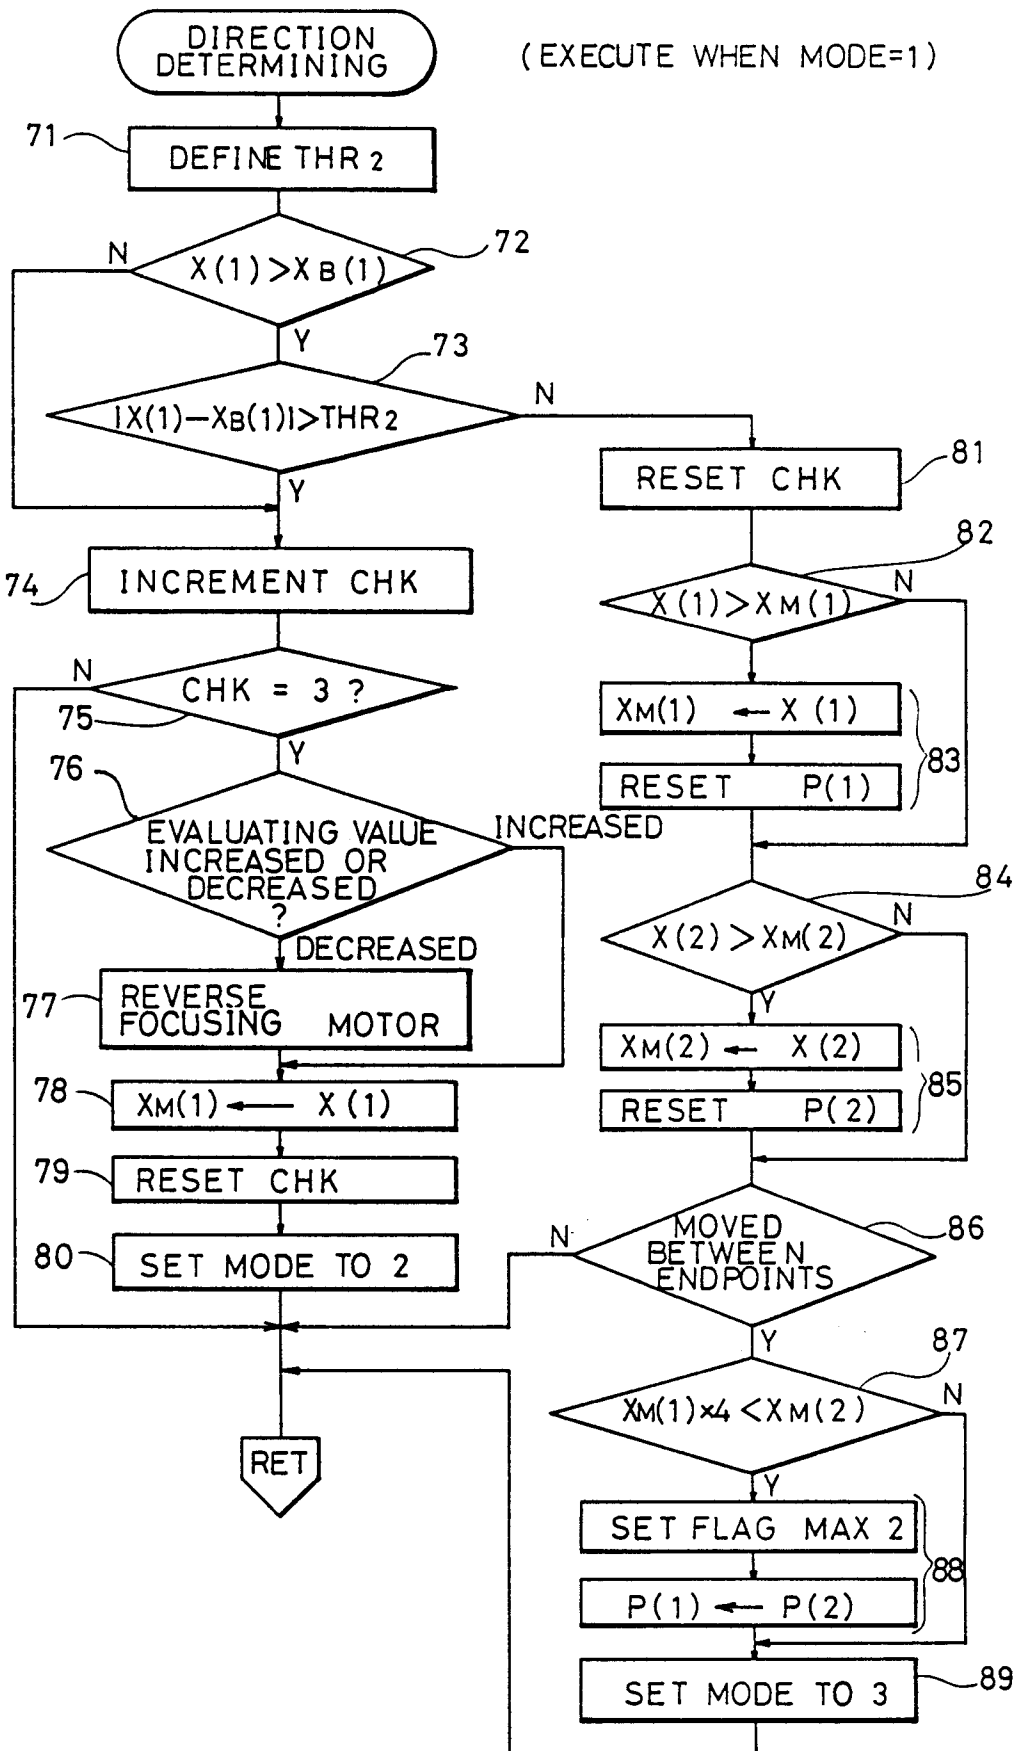 DIRECTION
DETERMINING
(EXECUTE WHEN MODE=1)
71
DEFINE THR2
72
N
X(1)>XB(1)
Y
73
|X(1)-XB(1)|>THR2
N
Y
81
RESET CHK
74
INCREMENT CHK
82
X(1)>XM(1)
N
N
CHK = 3 ?
75
Y
XM(1) ← X(1)
RESET P(1)
83
76
EVALUATING VALUE
INCREASED OR
DECREASED
?
INCREASED
DECREASED
84
X(2)>XM(2)
N
Y
77
REVERSE
FOCUSING MOTOR
XM(2) ← X(2)
RESET P(2)
85
78
XM(1) ← X(1)
79
RESET CHK
80
SET MODE TO 2
N
MOVED
BETWEEN
ENDPOINTS
86
Y
87
XM(1)×4<XM(2)
N
Y
RET
SET FLAG MAX 2
P(1) ← P(2)
88
SET MODE TO 3
89